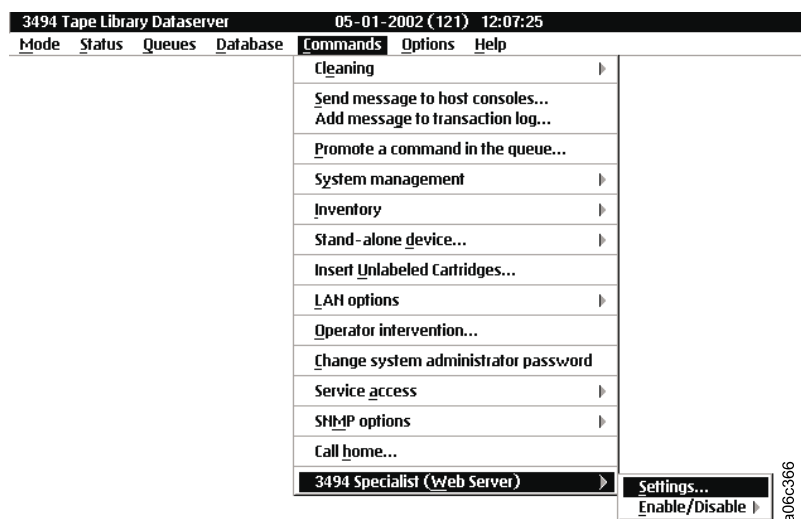 3494 Tape Library Dataserver 05-01-2002 (121) 12:07:25
Mode Status Queues Database Commands Options Help
Cleaning
Send message to host consoles...
Add message to transaction log...
Promote a command in the queue...
System management
Inventory
Stand-alone device...
Insert Unlabeled Cartridges...
LAN options
Operator intervention...
Change system administrator password
Service access
SNMP options
Call home...
3494 Specialist (Web Server)
Settings...
Enable/Disable
a06c366